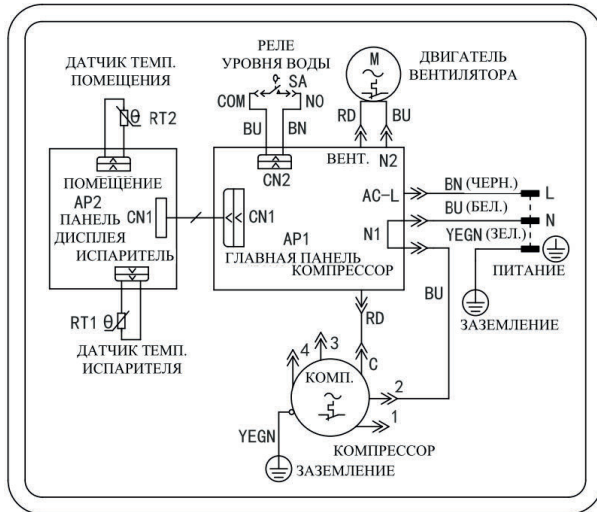 ДАТЧИК ТЕМП.
ПОМЕЩЕНИЯ
θ RT2
РЕЛЕ
УРОВНЯ ВОДЫ
SA
COM
NO
BU
BN
M
ДВИГАТЕЛЬ
ВЕНТИЛЯТОРА
RD
BU
ПОМЕЩЕНИЕ
AP2
ПАНЕЛЬ
ДИСПЛЕЯ
CN1
ИСПАРИТЕЛЬ
RT1 θ
ДАТЧИК ТЕМП.
ИСПАРИТЕЛЯ
CN2
ВЕНТ.
N2
CN1
AC-L
AP1
N1
ГЛАВНАЯ ПАНЕЛЬ
КОМПРЕССОР
BN (ЧЕРН.)
L
BU (БЕЛ.)
N
YEGN (ЗЕЛ.)
ПИТАНИЕ
ЗАЗЕМЛЕНИЕ
BU
RD
4
3
C
КОМП.
2
1
YEGN
КОМПРЕССОР
ЗАЗЕМЛЕНИЕ